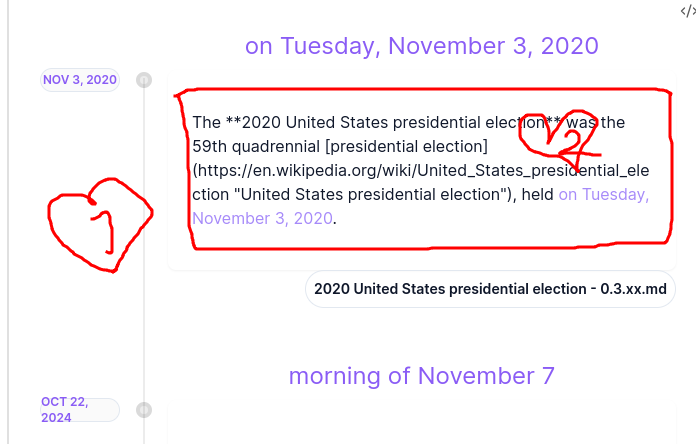 </>
on Tuesday, November 3, 2020
NOV 3, 2020
The **2020 United States presidential election** was the
59th quadrennial [presidential election]
(https://en.wikipedia.org/wiki/United_States_presidential_ele
ction "United States presidential election"), held on Tuesday,
November 3, 2020.
1
2
2020 United States presidential election - 0.3.xx.md
morning of November 7
OCT 22,
2024